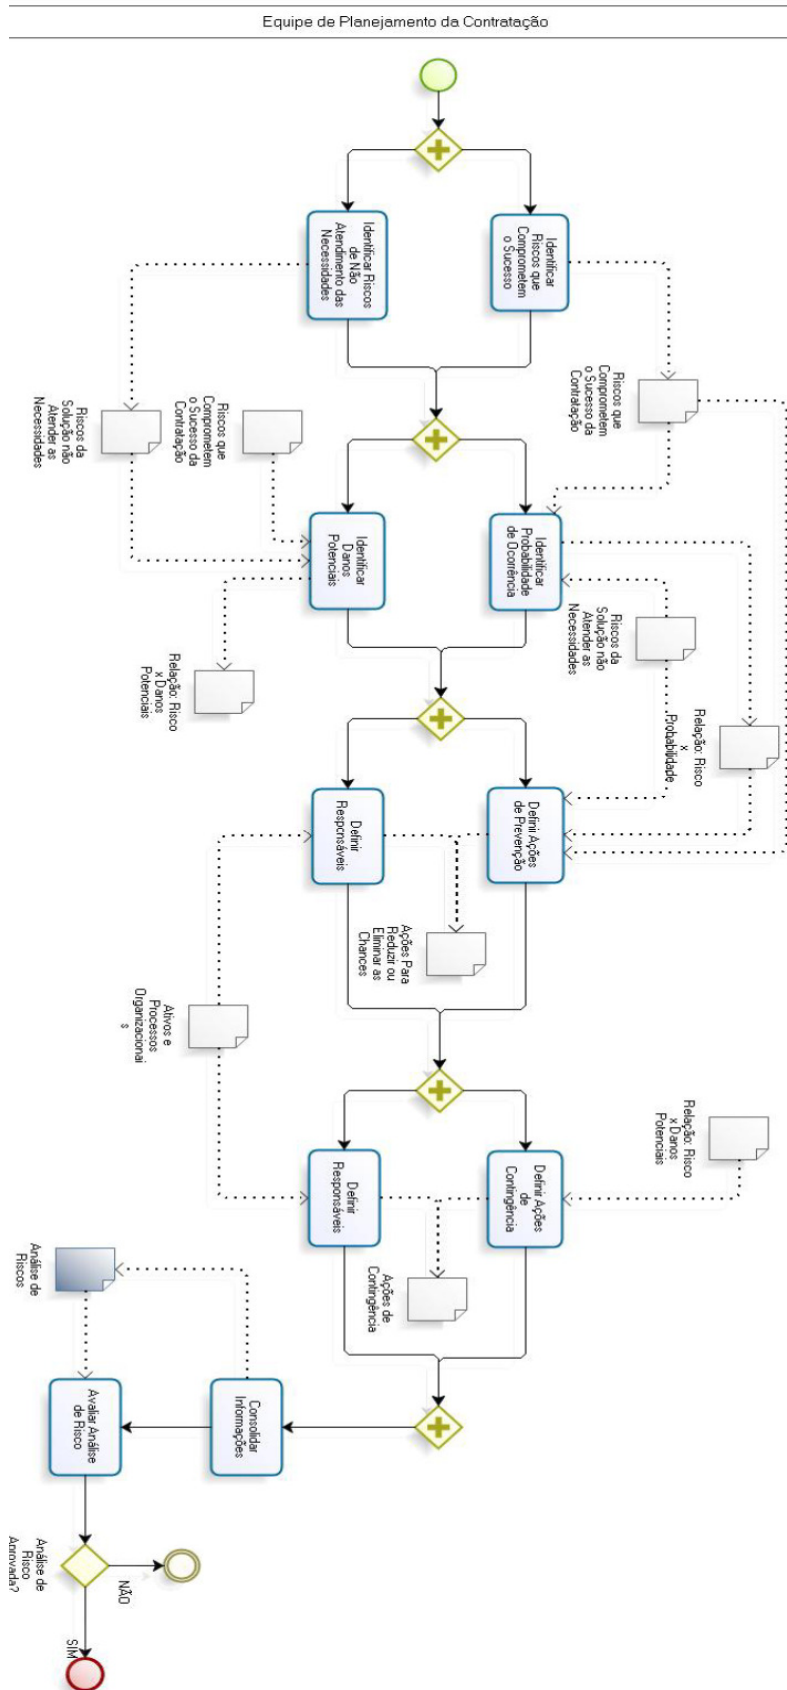 Equipe de Planejamento da Contratação
Identificar Riscos
de Não
Atendimento das
Necessidades
Identificar
Riscos que
Comprometem
o Sucesso
Riscos que
Comprometem
o Sucesso da
Contratação
Riscos da
Solução não
Atender as
Necessidades
Riscos que
Comprometem
o Sucesso da
Contratação
Identificar
Danos
Potenciais
Identificar
Probabilidade
de Ocorrência
Riscos da
Solução não
Atender as
Necessidades
Relação: Risco
x Danos
Potenciais
Relação: Risco
x
Probabilidade
Definir
Responsáveis
Definir Ações
de Prevenção
Ações Para
Reduzir ou
Eliminar as
Chances
Ativos e
Processos
Organizacionai
s
Relação: Risco
x Danos
Potenciais
Definir
Responsáveis
Definir Ações
de
Contingência
Ações de
Contingência
Análise de
Riscos
Consolidar
Informações
Avaliar Análise
de Risco
Análise de
Risco
Aprovada?
NÃO
SIM